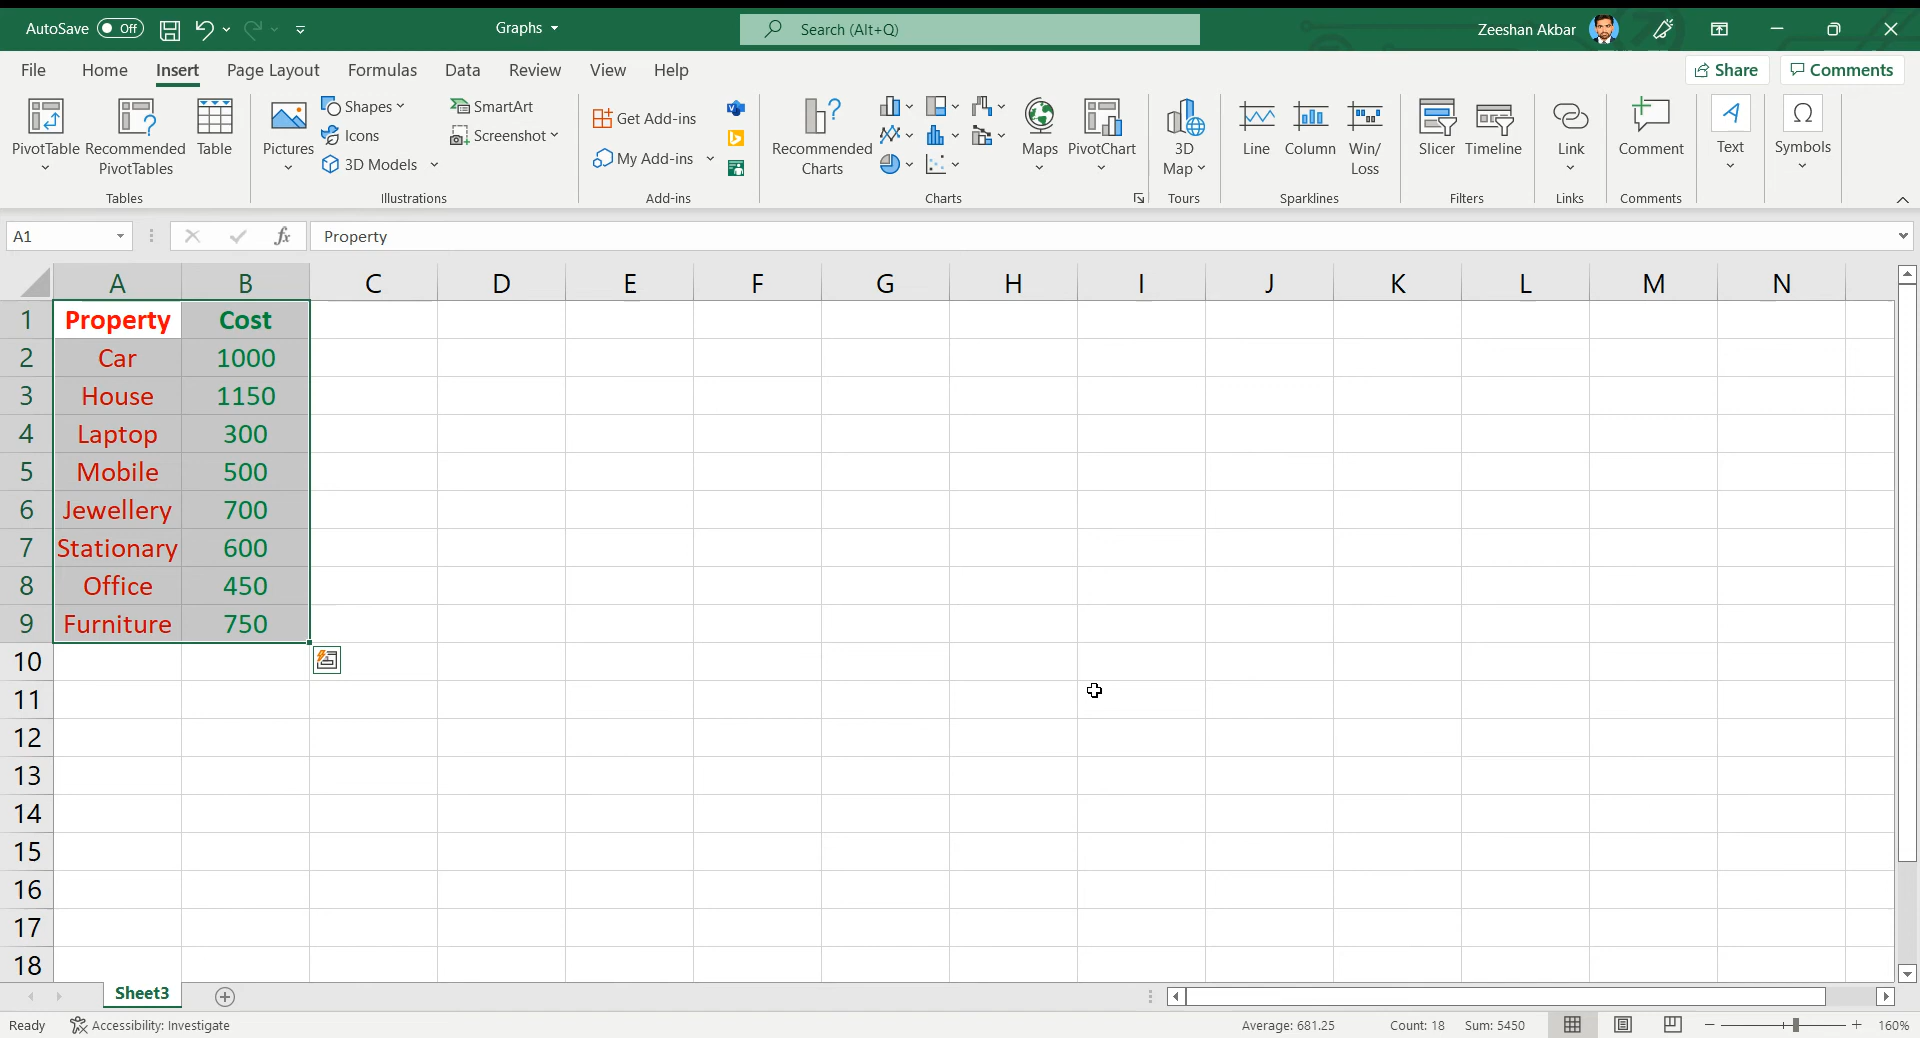 AutoSave Off Graphs Search (Alt+Q) Zeeshan Akbar
File Home Insert Page Layout Formulas Data Review View Help Share Comments
PivotTable Recommended PivotTables Table
Tables
Pictures Shapes Icons 3D Models SmartArt Screenshot
Illustrations
Get Add-ins
My Add-ins
Add-ins
Recommended Charts Maps PivotChart
Charts
3D Map
Tours
Line Column Win/ Loss
Sparklines
Slicer Timeline
Filters
Link
Links
Comment
Comments
Text
Symbols
A1 fx Property
A B C D E F G H I J K L M N
1 Property Cost
2 Car 1000
3 House 1150
4 Laptop 300
5 Mobile 500
6 Jewellery 700
7 Stationary 600
8 Office 450
9 Furniture 750
10
11
12
13
14
15
16
17
18
Sheet3
Ready Accessibility: Investigate Average: 681.25 Count: 18 Sum: 5450 160%